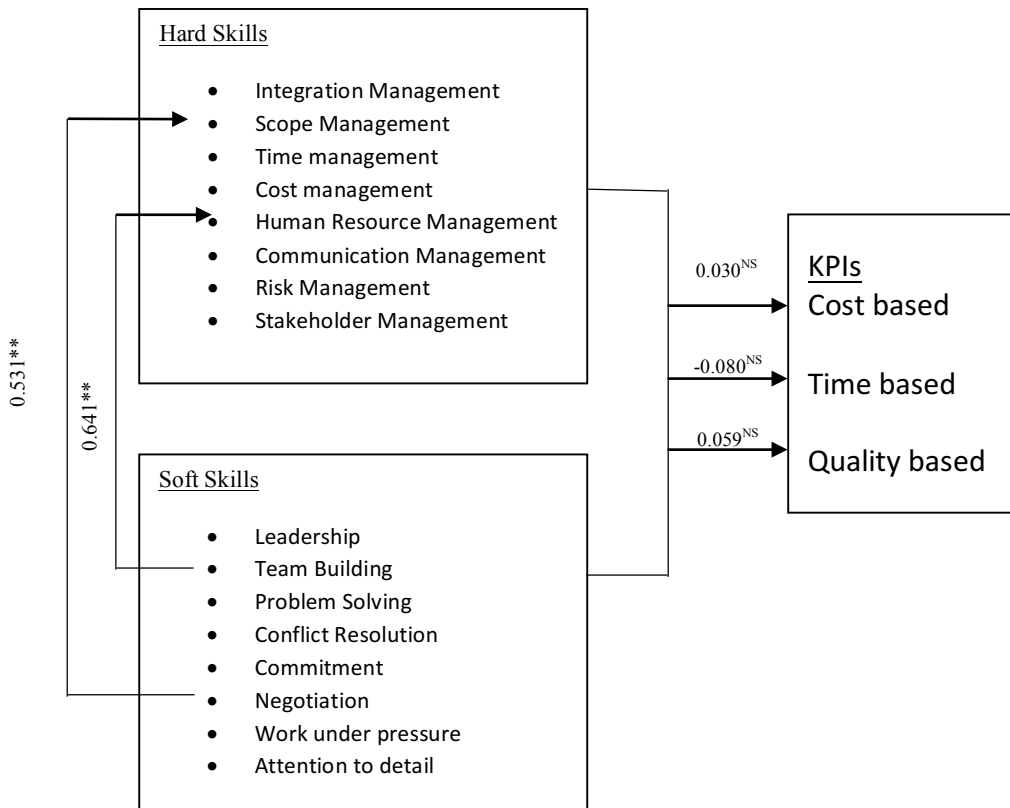 Hard Skills
• Integration Management
• Scope Management
• Time management
• Cost management
• Human Resource Management
• Communication Management
• Risk Management
• Stakeholder Management
0.531**
0.641**
Soft Skills
• Leadership
• Team Building
• Problem Solving
• Conflict Resolution
• Commitment
• Negotiation
• Work under pressure
• Attention to detail
0.030NS
-0.080NS
0.059NS
KPIs
Cost based
Time based
Quality based